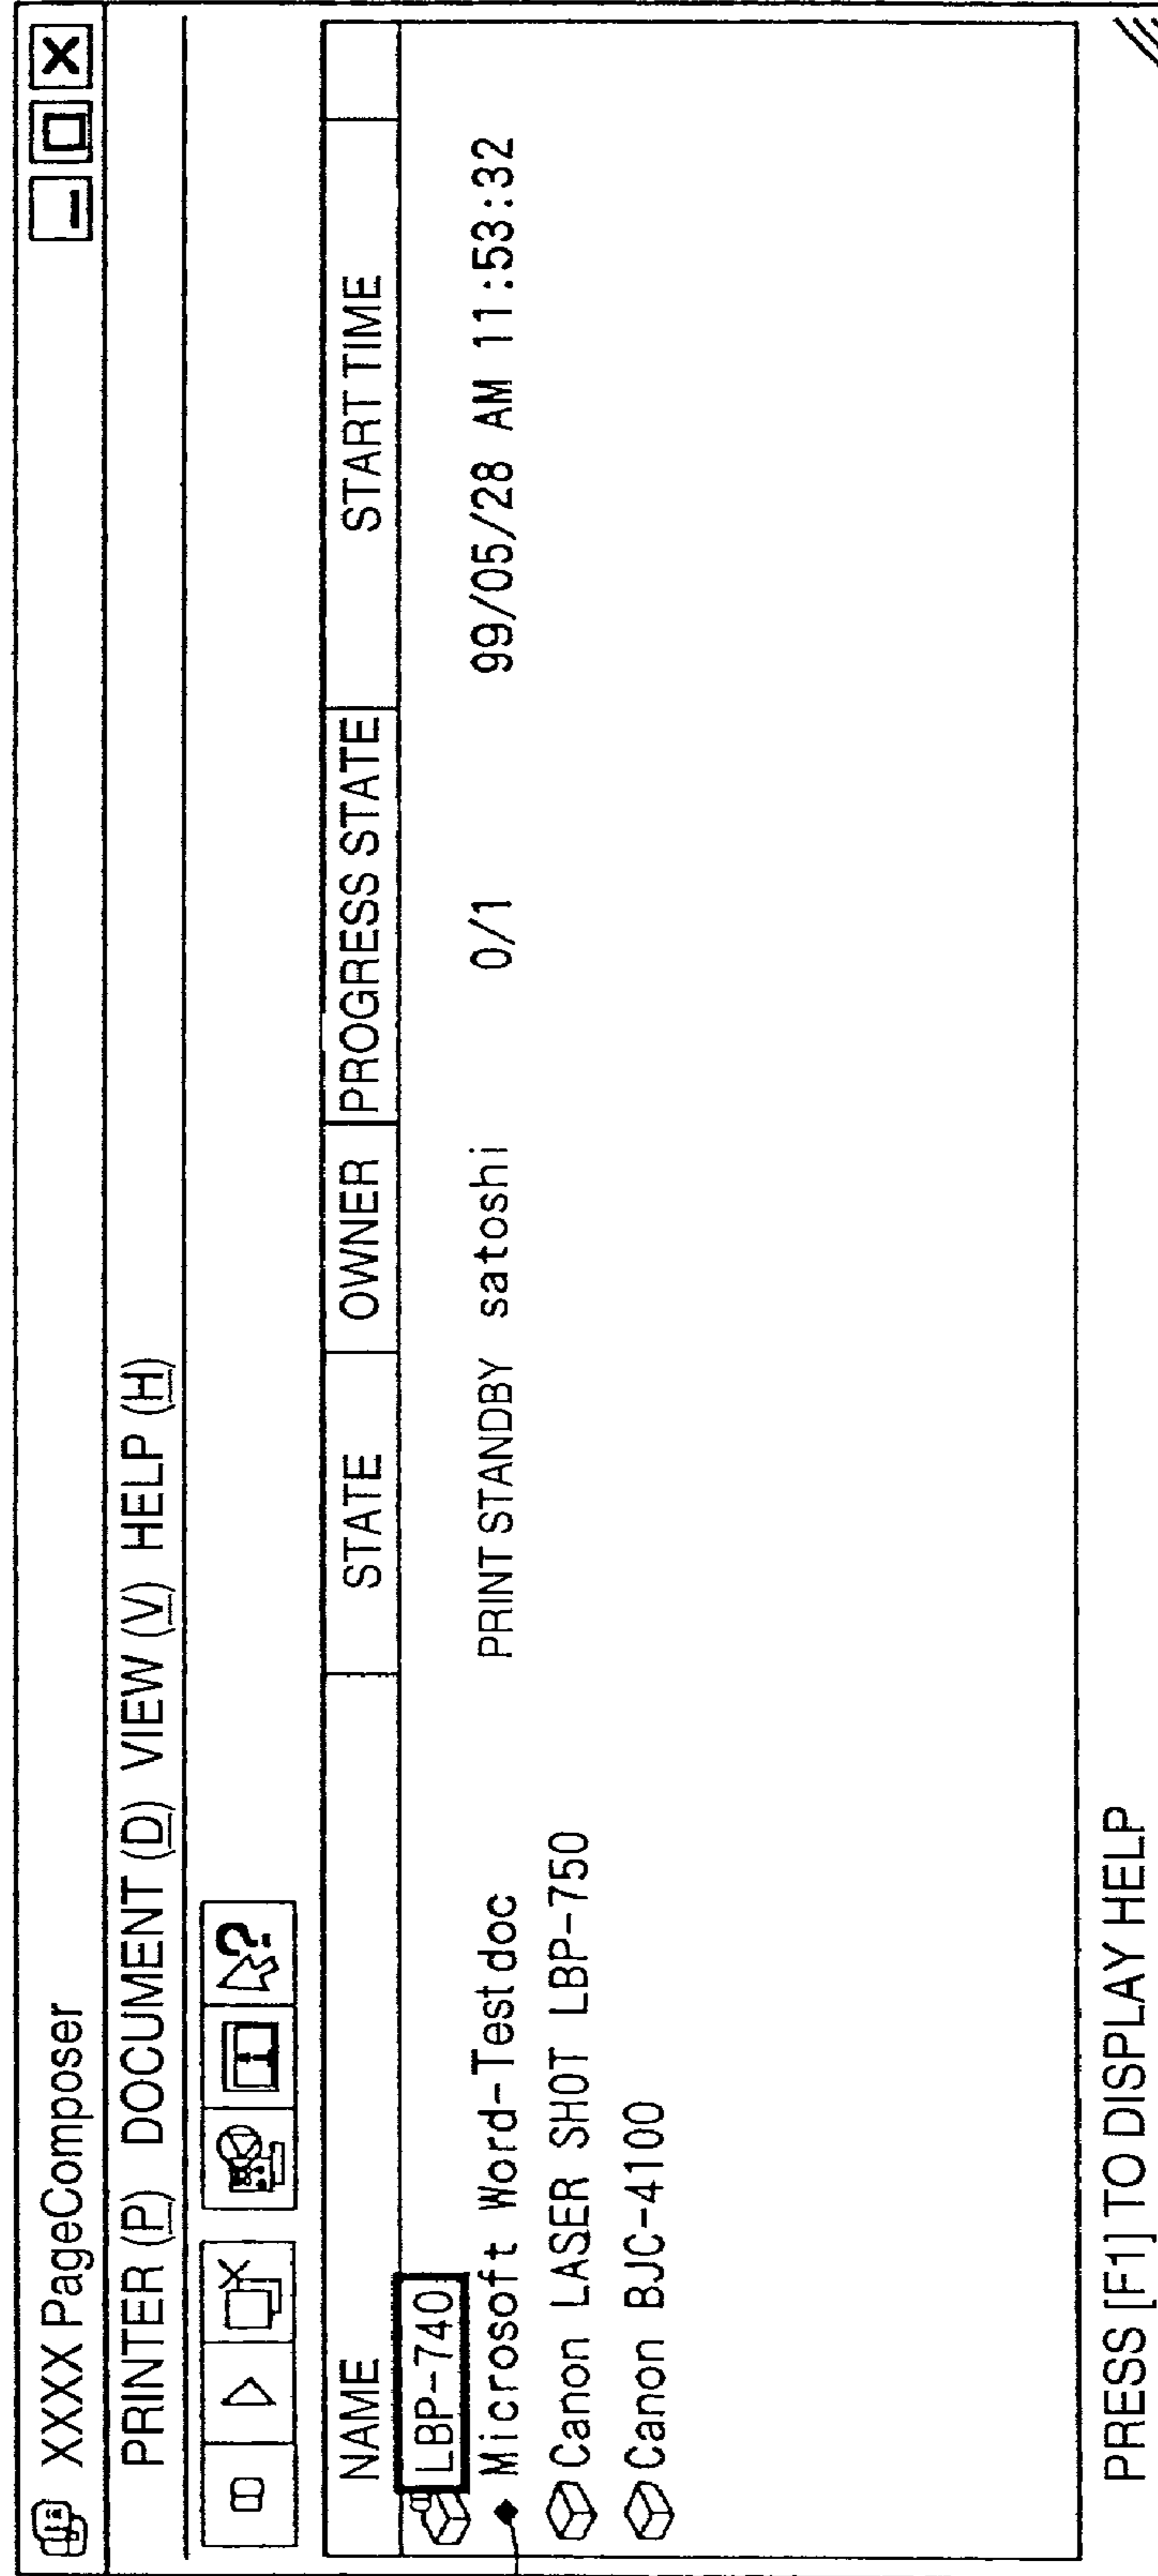 XXXX PageComposer
PRINTER (P) DOCUMENT (D) VIEW (V) HELP (H)
NAME STATE OWNER PROGRESS STATE START TIME
LBP-740
Microsoft Word-Test doc PRINT STANDBY satoshi 0/1 99/05/28 AM 11:53:32
Canon LASER SHOT LBP-750
Canon BJC-4100
PRESS [F1] TO DISPLAY HELP